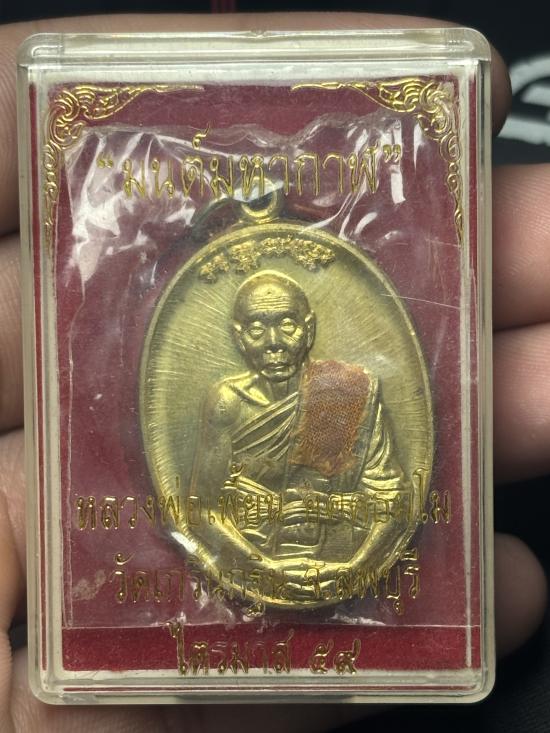 “มนต์มหากาฬ”
หลวงพ่อเพี้ยน
วัดเกริ่นกฐิน จ.ลพบุรี
ไตรมาส ๕๙